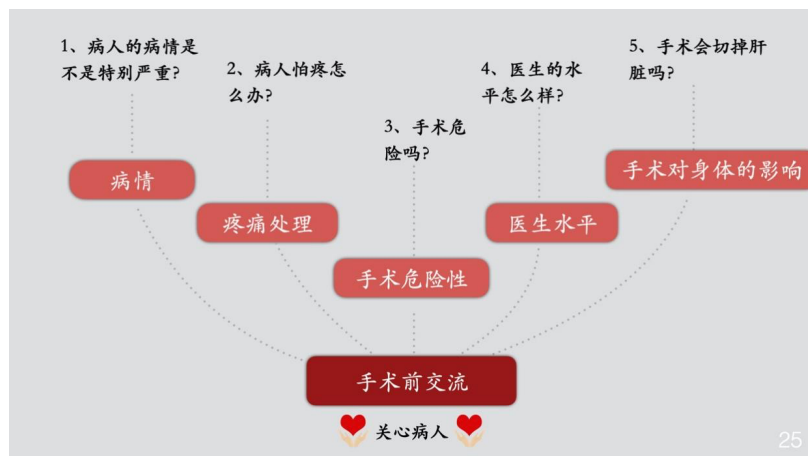 1、病人的病情是
不是特别严重?
2、病人怕疼怎
么办?
3、手术危
险吗?
4、医生的水
平怎么样?
5、手术会切掉肝
脏吗?
病情
疼痛处理
手术危险性
医生水平
手术对身体的影响
手术前交流
关心病人
25